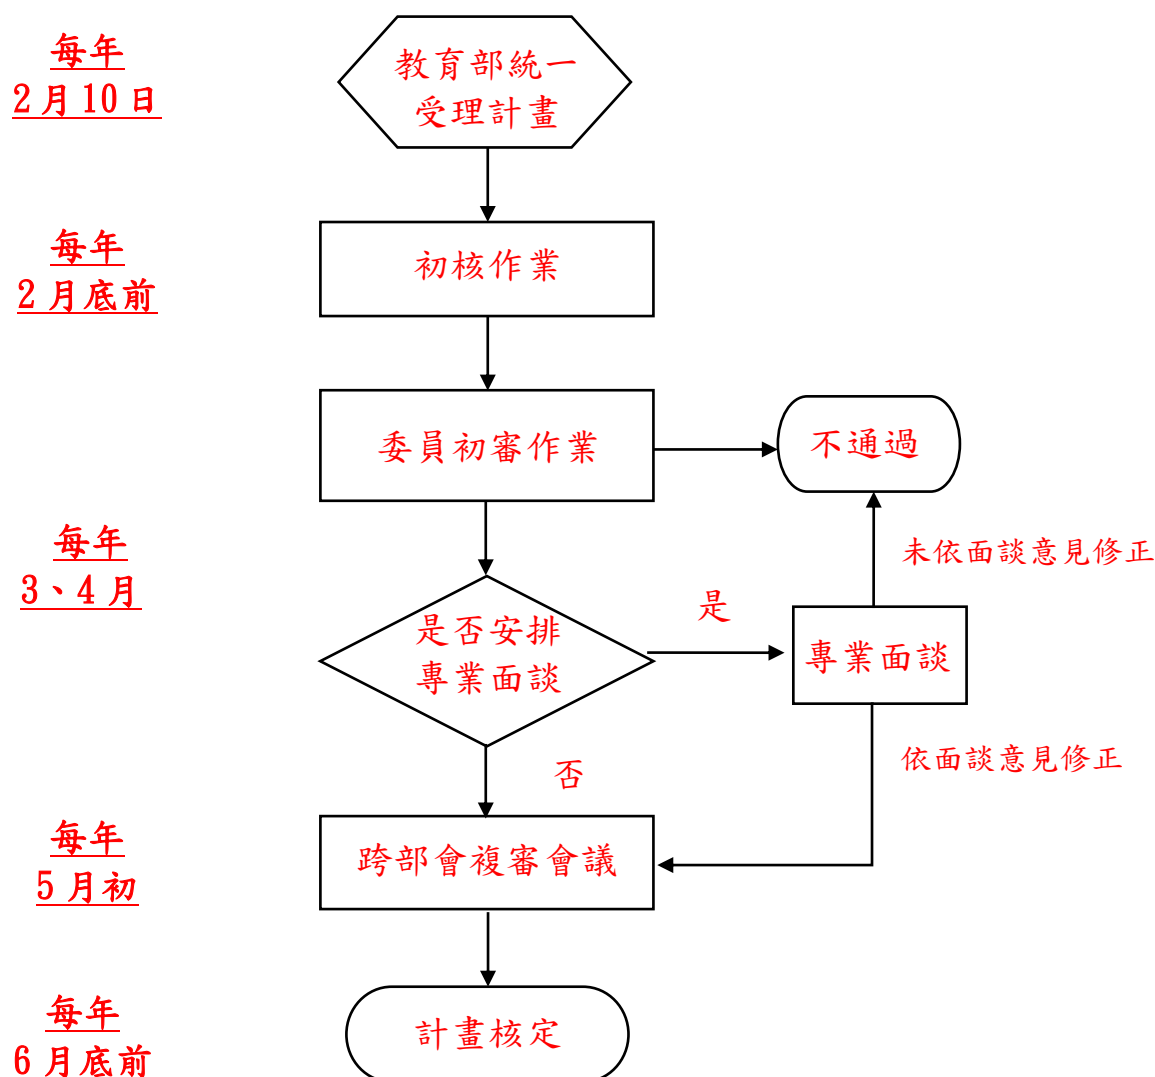 每年
2月10日
教育部統一
受理計畫
每年
2月底前
初核作業
委員初審作業
不通過
每年
3、4月
未依面談意見修正
是否安排
專業面談
是
專業面談
否
依面談意見修正
每年
5月初
跨部會複審會議
每年
6月底前
計畫核定